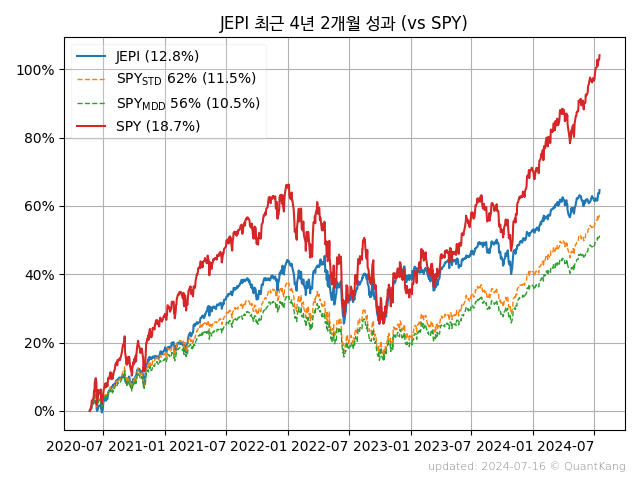 JEPI 최근 4년 2개월 성과 (vs SPY)
JEPI (12.8%)
SPY_STD 62% (11.5%)
SPY_MDD 56% (10.5%)
SPY (18.7%)
100%
80%
60%
40%
20%
0%
2020-07 2021-01 2021-07 2022-01 2022-07 2023-01 2023-07 2024-01 2024-07
updated: 2024-07-16 © QuantKang